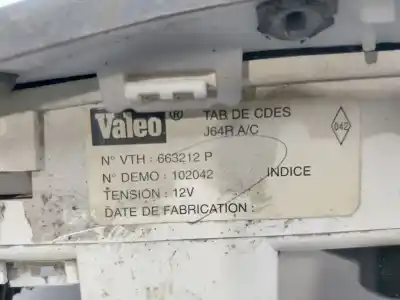 Valeo ® TAB DE CDES
J64R A/C
042
N° VTH : 663212 P
N° DEMO : 102042 INDICE
TENSION : 12V
DATE DE FABRICATION :